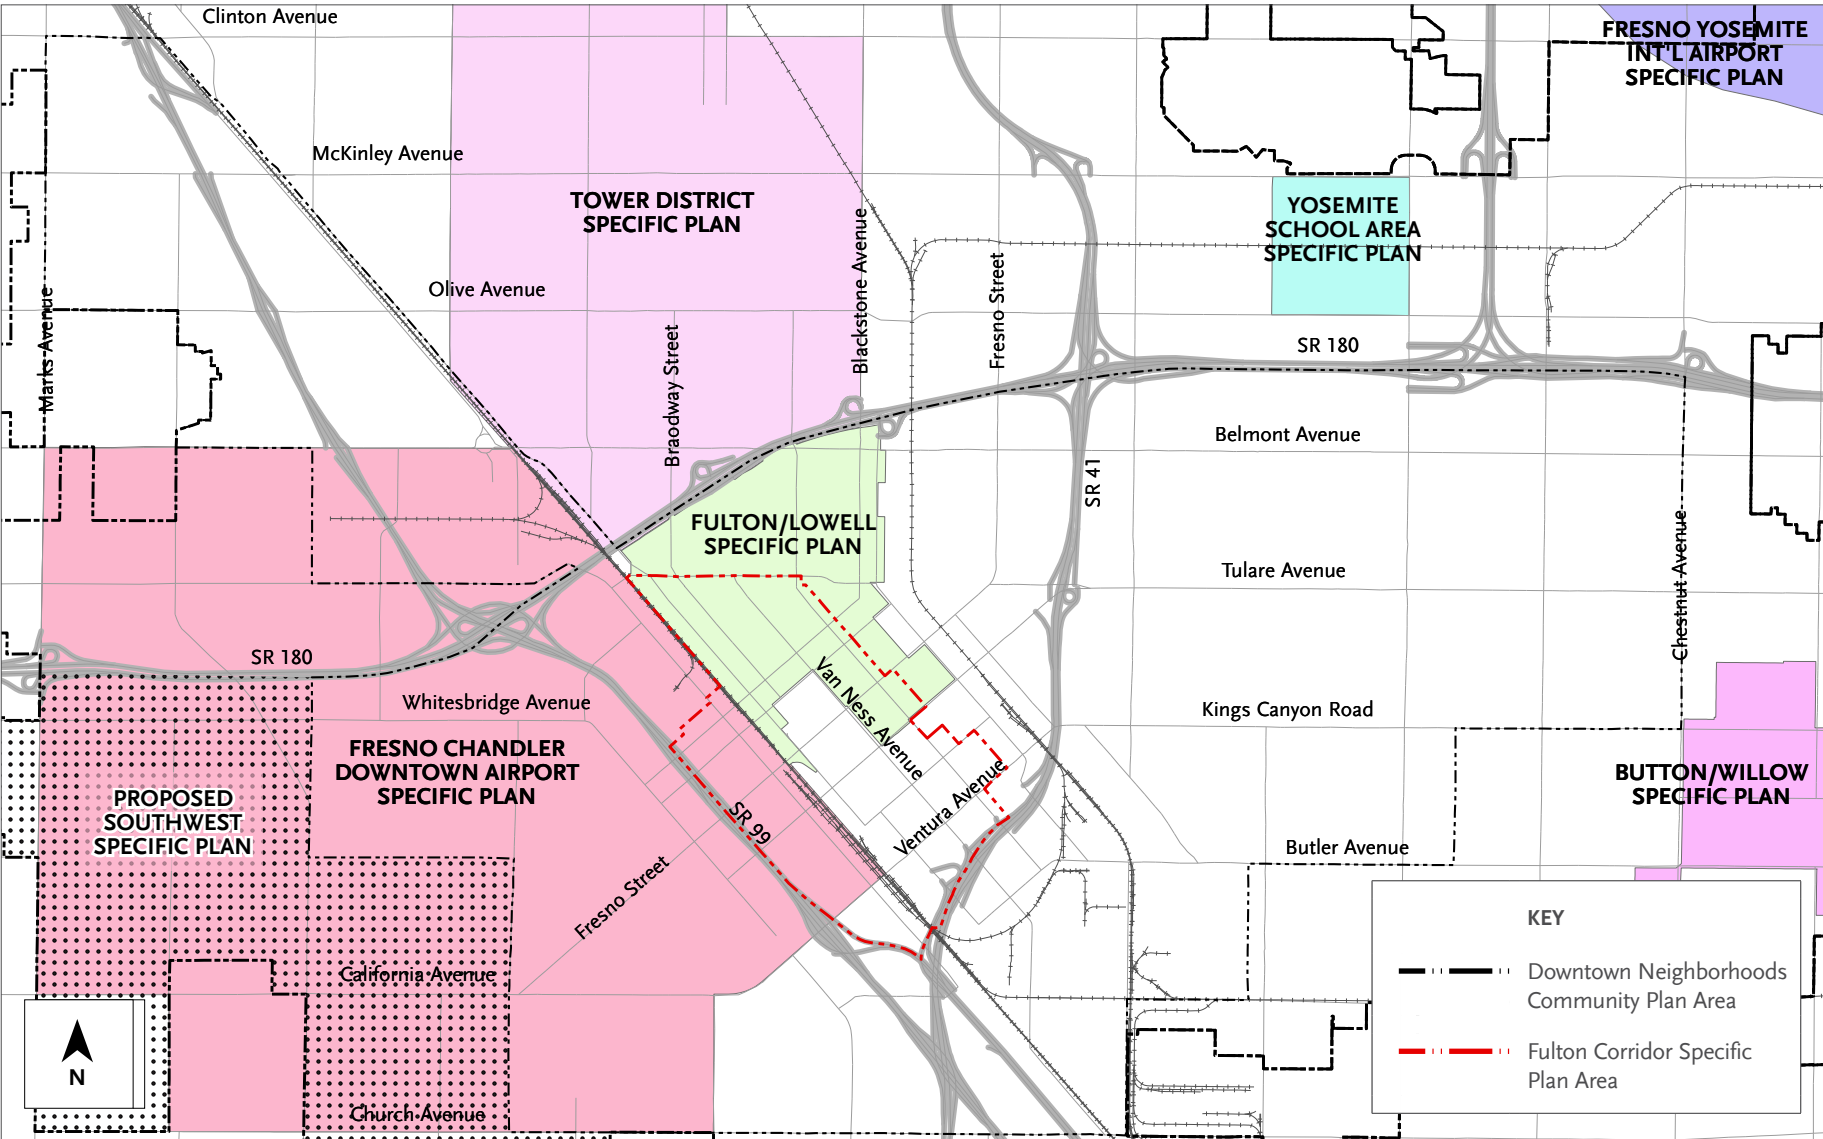 Clinton Avenue
FRESNO YOSEMITE
INT'L AIRPORT
SPECIFIC PLAN
McKinley Avenue
TOWER DISTRICT
SPECIFIC PLAN
YOSEMITE
SCHOOL AREA
SPECIFIC PLAN
Olive Avenue
Marks Avenue
Braodway Street
Blackstone Avenue
Fresno Street
SR 180
Belmont Avenue
SR 41
FULTON/LOWELL
SPECIFIC PLAN
Tulare Avenue
Chestnut Avenue
SR 180
Whitesbridge Avenue
Van Ness Avenue
Kings Canyon Road
FRESNO CHANDLER
DOWNTOWN AIRPORT
SPECIFIC PLAN
BUTTON/WILLOW
SPECIFIC PLAN
PROPOSED
SOUTHWEST
SPECIFIC PLAN
SR 99
Ventura Avenue
Butler Avenue
Fresno Street
California Avenue
Church Avenue
N
KEY
Downtown Neighborhoods
Community Plan Area
Fulton Corridor Specific
Plan Area